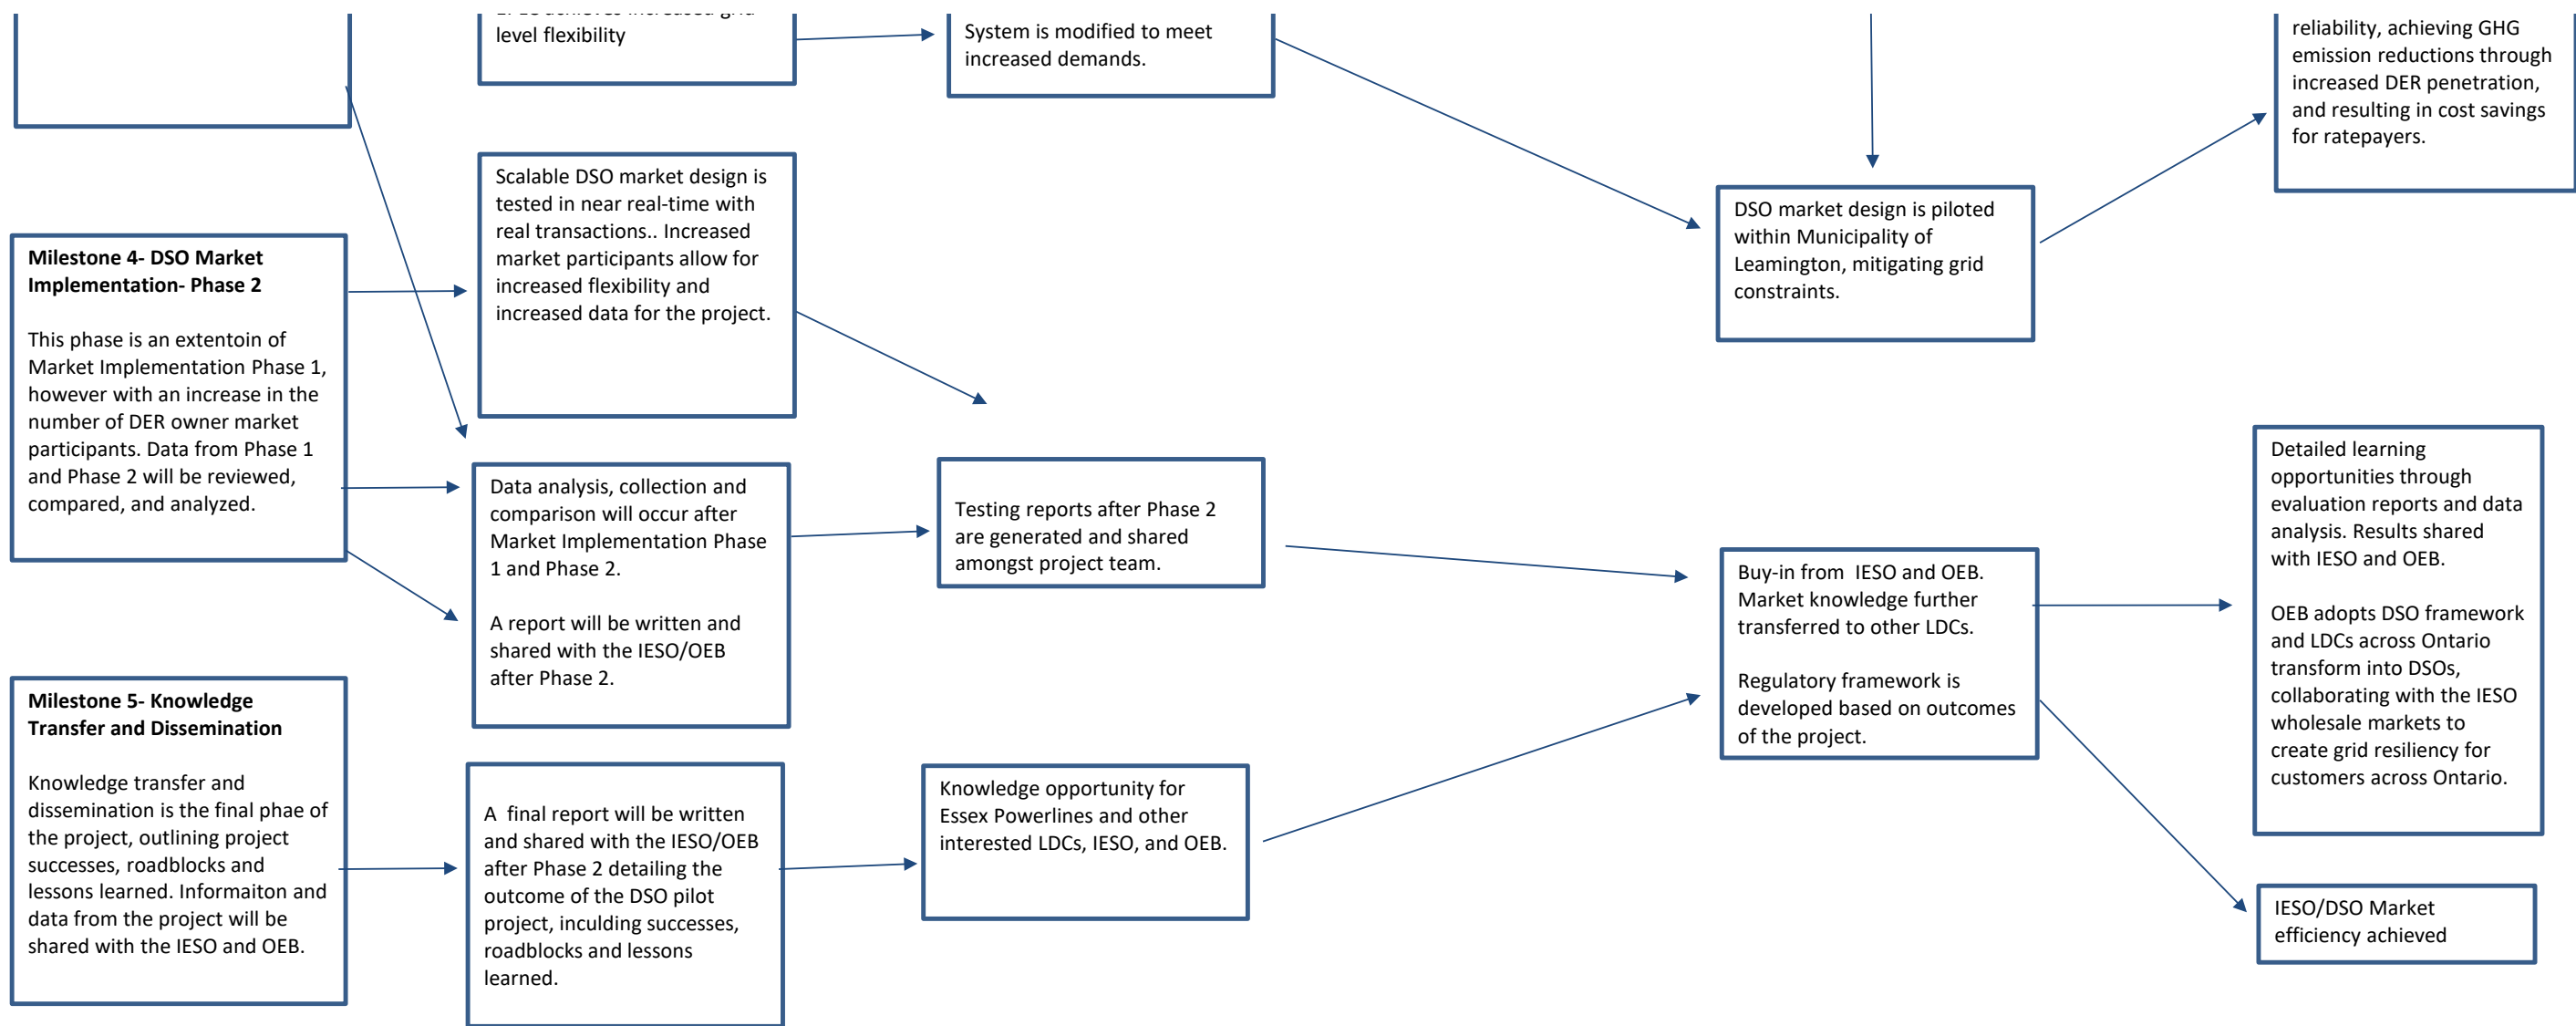 level flexibility
System is modified to meet
increased demands.
reliability, achieving GHG
emission reductions through
increased DER penetration,
and resulting in cost savings
for ratepayers.
Scalable DSO market design is
tested in near real-time with
real transactions.. Increased
market participants allow for
increased flexibility and
increased data for the project.
DSO market design is piloted
within Municipality of
Leamington, mitigating grid
constraints.
Milestone 4- DSO Market
Implementation- Phase 2
This phase is an extentoin of
Market Implementation Phase 1,
however with an increase in the
number of DER owner market
participants. Data from Phase 1
and Phase 2 will be reviewed,
compared, and analyzed.
Data analysis, collection and
comparison will occur after
Market Implementation Phase
1 and Phase 2.
A report will be written and
shared with the IESO/OEB
after Phase 2.
Testing reports after Phase 2
are generated and shared
amongst project team.
Buy-in from  IESO and OEB.
Market knowledge further
transferred to other LDCs.
Regulatory framework is
developed based on outcomes
of the project.
Detailed learning
opportunities through
evaluation reports and data
analysis. Results shared
with IESO and OEB.
OEB adopts DSO framework
and LDCs across Ontario
transform into DSOs,
collaborating with the IESO
wholesale markets to
create grid resiliency for
customers across Ontario.
Milestone 5- Knowledge
Transfer and Dissemination
Knowledge transfer and
dissemination is the final phae of
the project, outlining project
successes, roadblocks and
lessons learned. Informaiton and
data from the project will be
shared with the IESO and OEB.
A  final report will be written
and shared with the IESO/OEB
after Phase 2 detailing the
outcome of the DSO pilot
project, inculding successes,
roadblocks and lessons
learned.
Knowledge opportunity for
Essex Powerlines and other
interested LDCs, IESO, and OEB.
IESO/DSO Market
efficiency achieved